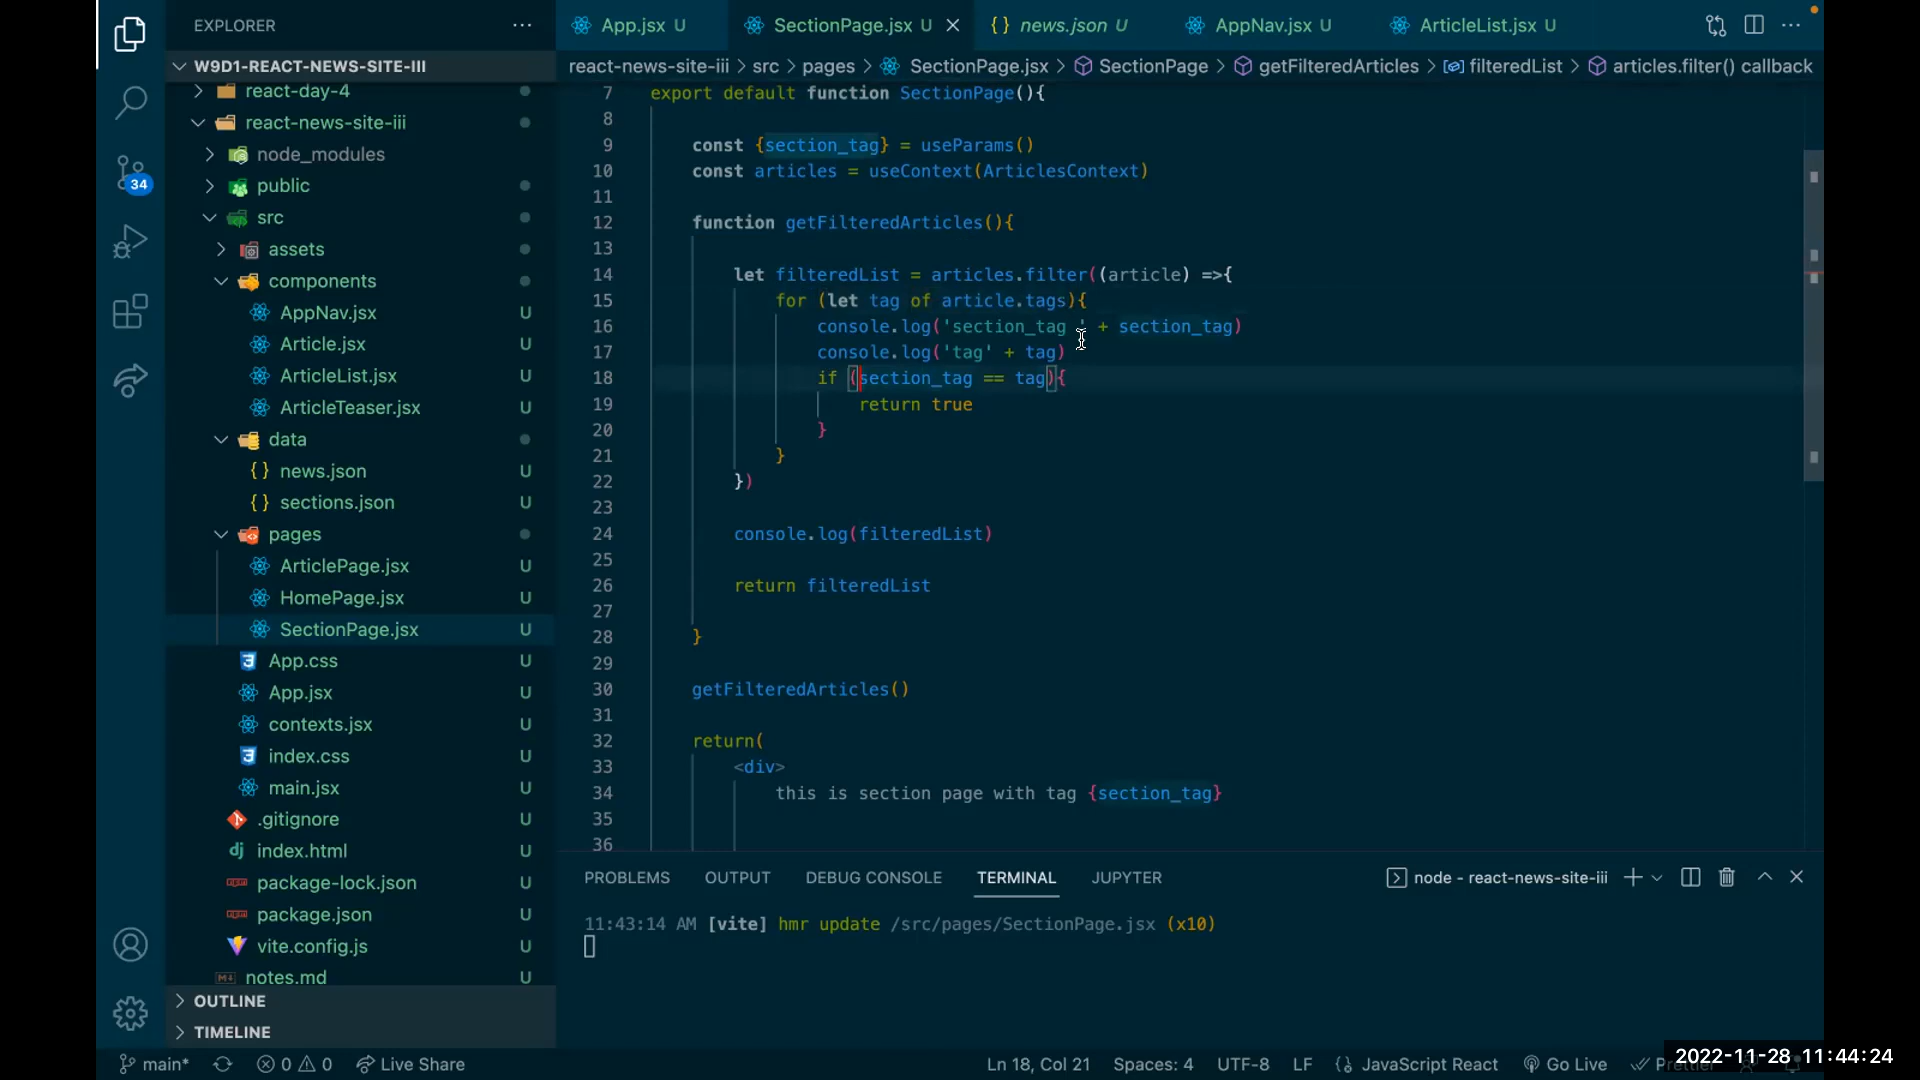 EXPLORER
W9D1-REACT-NEWS-SITE-III
react-day-4
react-news-site-iii
node_modules
public
src
assets
components
AppNav.jsx U
Article.jsx U
ArticleList.jsx U
ArticleTeaser.jsx U
data
news.json U
sections.json U
pages
ArticlePage.jsx U
HomePage.jsx U
SectionPage.jsx U
App.css U
App.jsx U
contexts.jsx U
index.css U
main.jsx U
.gitignore U
index.html U
package-lock.json U
package.json U
vite.config.js U
notes.md U
OUTLINE
TIMELINE
34
App.jsx U SectionPage.jsx U news.json U AppNav.jsx U ArticleList.jsx U
react-news-site-iii > src > pages > SectionPage.jsx > SectionPage > getFilteredArticles > filteredList > articles.filter() callback
7 export default function SectionPage(){
8
9 const {section_tag} = useParams()
10 const articles = useContext(ArticlesContext)
11
12 function getFilteredArticles(){
13
14 let filteredList = articles.filter((article) =>{
15 for (let tag of article.tags){
16 console.log('section_tag ' + section_tag)
17 console.log('tag' + tag)
18 if (section_tag == tag){
19 return true
20 }
21 }
22 })
23
24 console.log(filteredList)
25
26 return filteredList
27
28 }
29
30 getFilteredArticles()
31
32 return(
33 <div>
34 this is section page with tag {section_tag}
35
36
PROBLEMS OUTPUT DEBUG CONSOLE TERMINAL JUPYTER node - react-news-site-iii
11:43:14 AM [vite] hmr update /src/pages/SectionPage.jsx (x10)
main* 0 0 Live Share Ln 18, Col 21 Spaces: 4 UTF-8 LF JavaScript React Go Live
2022-11-28 11:44:24